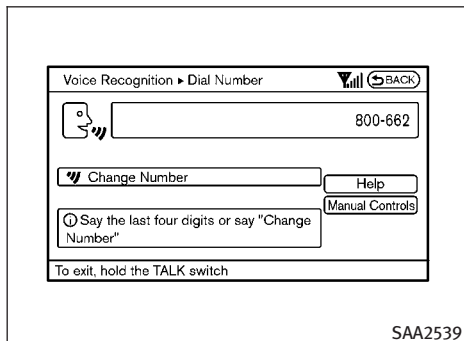 Voice Recognition ▸ Dial Number
BACK
800-662
Change Number
Help
Manual Controls
Say the last four digits or say "Change
Number"
To exit, hold the TALK switch
SAA2539